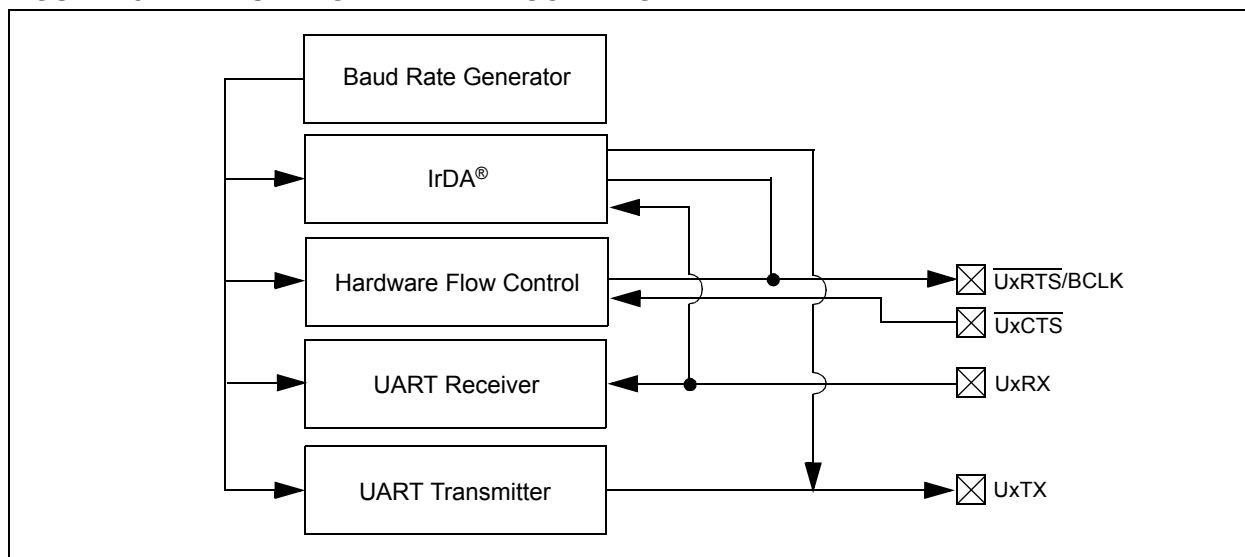 Baud Rate Generator
IrDA®
Hardware Flow Control
UxRTS/BCLK
UxCTS
UART Receiver
UxRX
UART Transmitter
UxTX